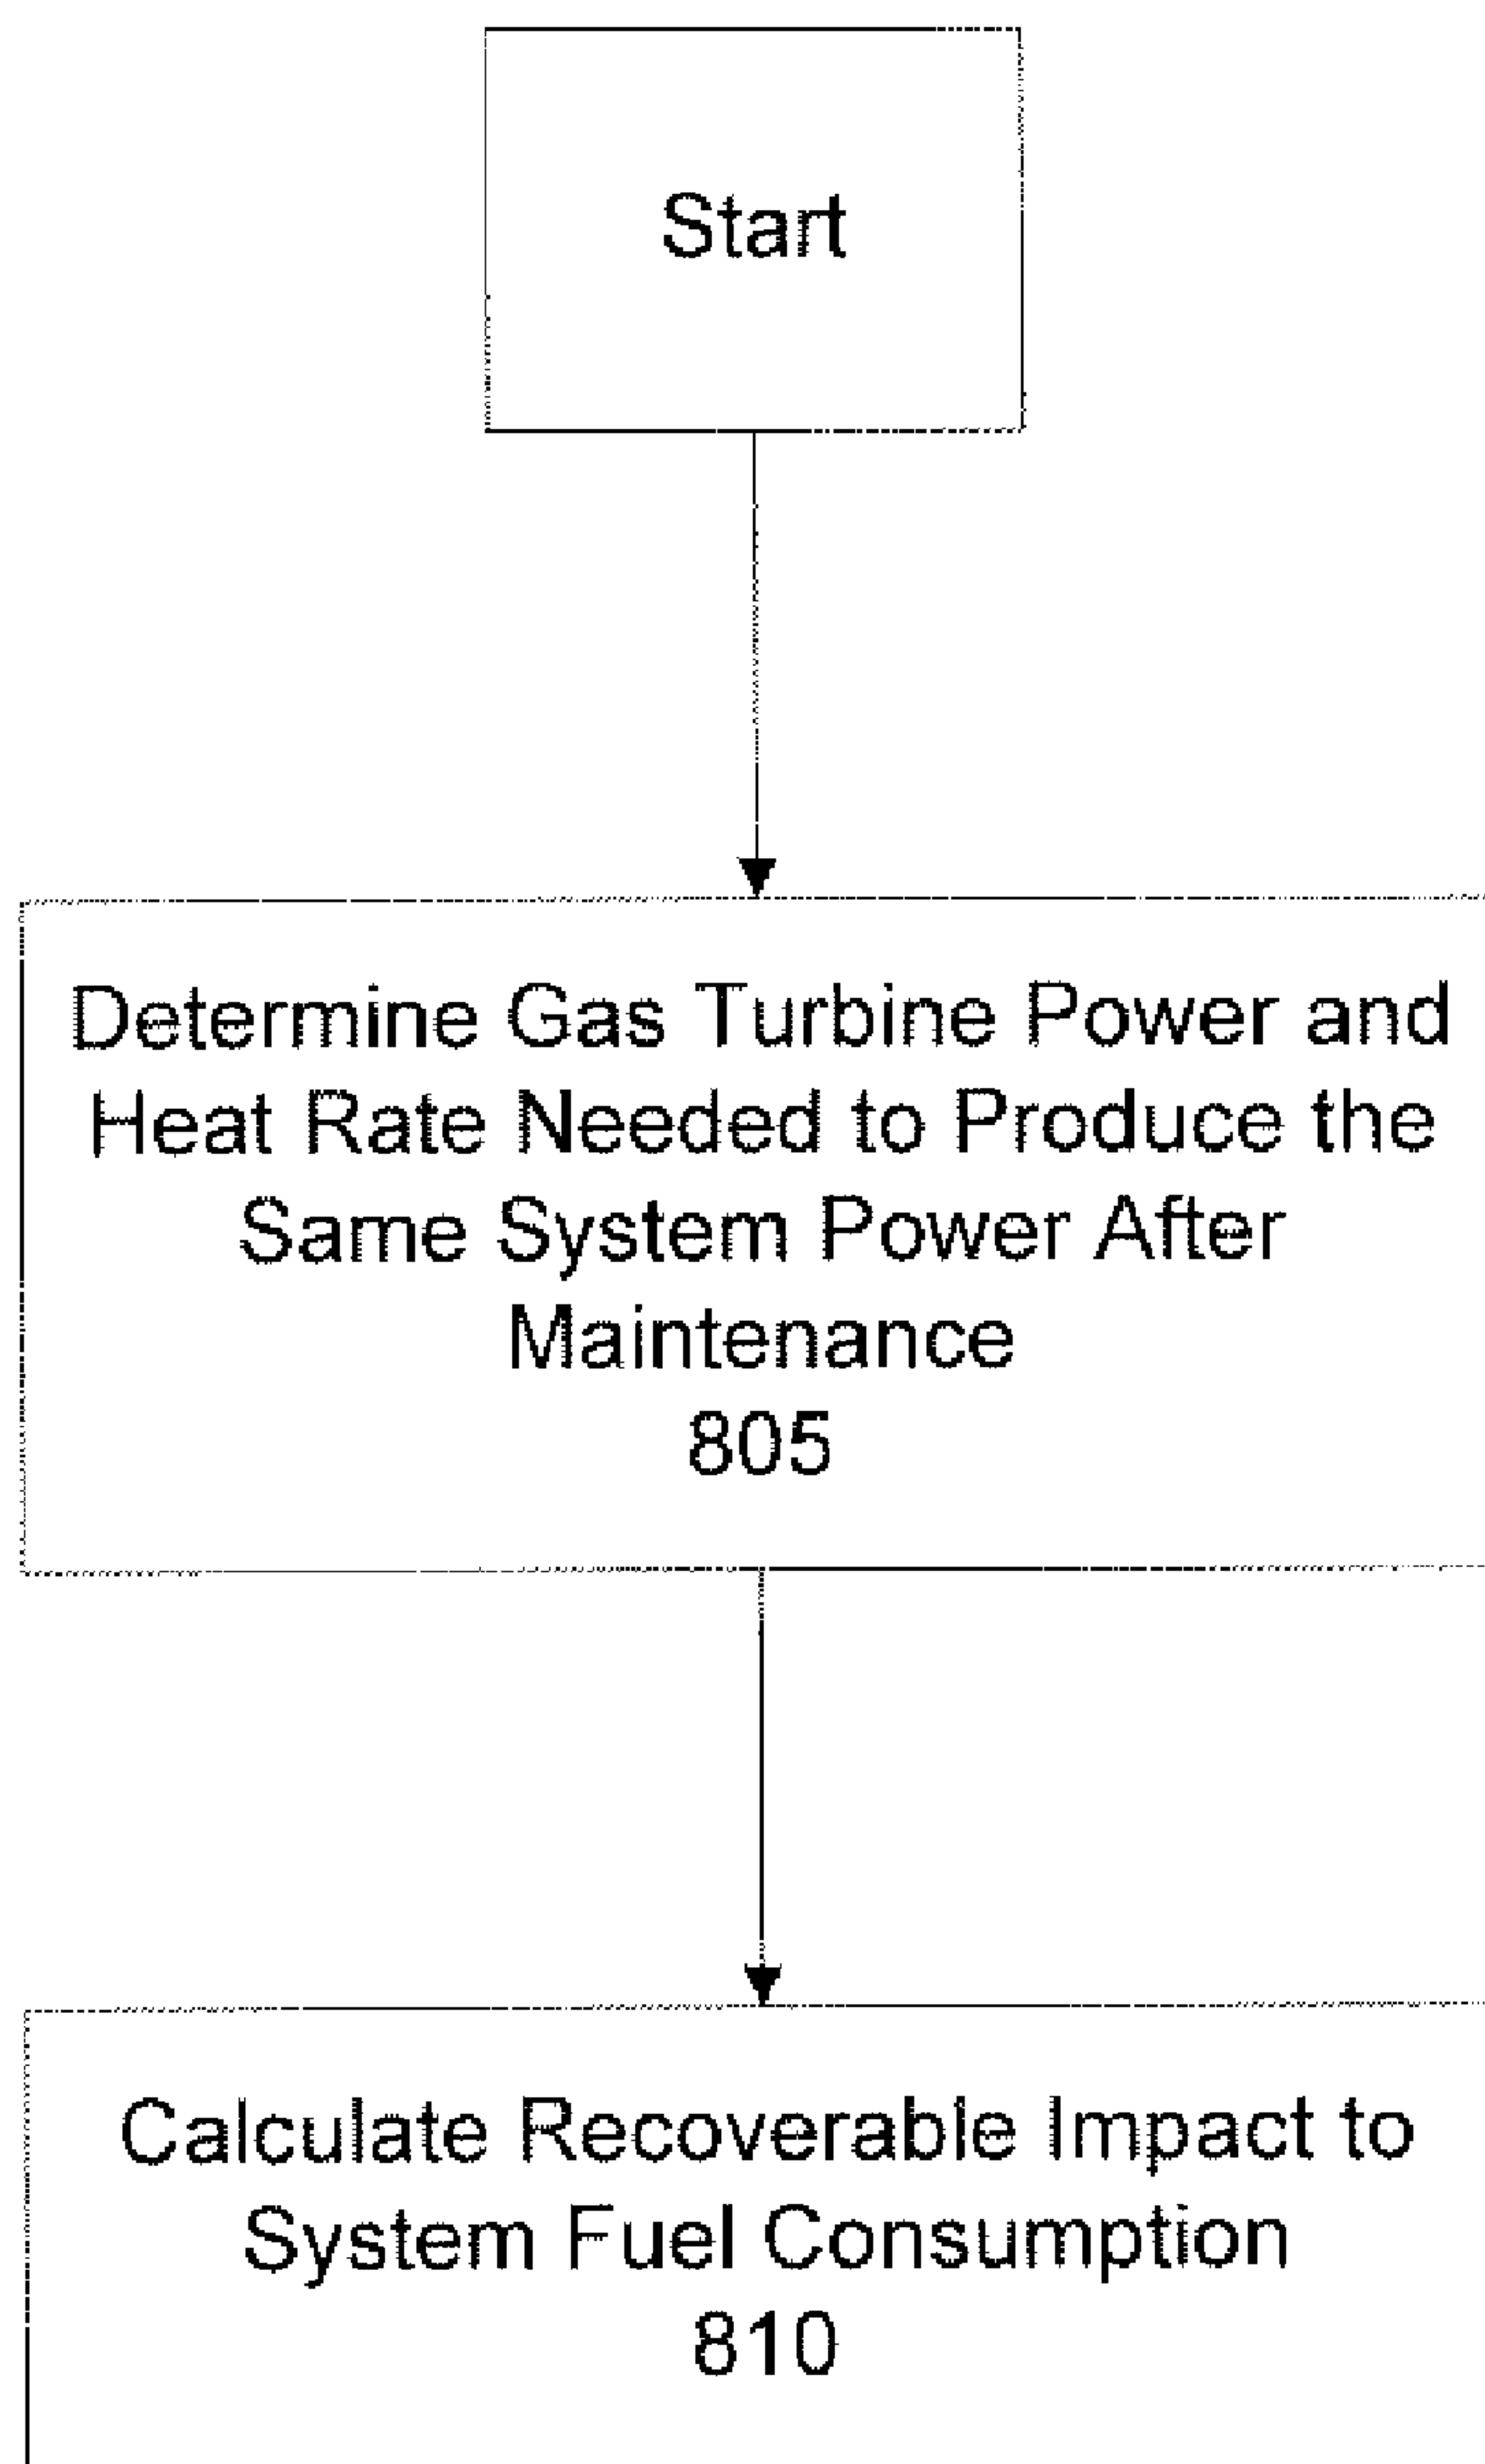 Start
Determine Gas Turbine Power and
Heat Rate Needed to Produce the
Same System Power After
Maintenance
805
Calculate Recoverable Impact to
System Fuel Consumption
810